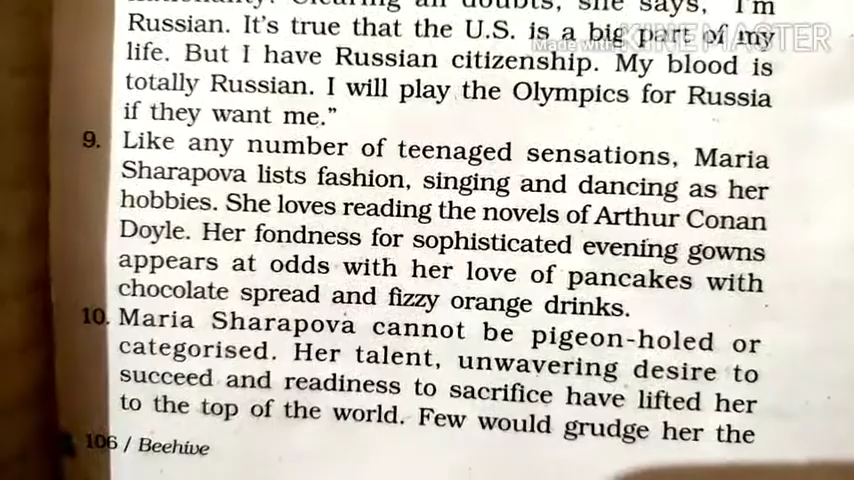 Clearing all doubts, she says, "I'm
Russian. It's true that the U.S. is a big part of my
Made with KINEMASTER
life. But I have Russian citizenship. My blood is
totally Russian. I will play the Olympics for Russia
if they want me."
9. Like any number of teenaged sensations, Maria
Sharapova lists fashion, singing and dancing as her
hobbies. She loves reading the novels of Arthur Conan
Doyle. Her fondness for sophisticated evening gowns
appears at odds with her love of pancakes with
chocolate spread and fizzy orange drinks.
10. Maria Sharapova cannot be pigeon-holed or
categorised. Her talent, unwavering desire to
succeed and readiness to sacrifice have lifted her
to the top of the world. Few would grudge her the
106 / Beehive